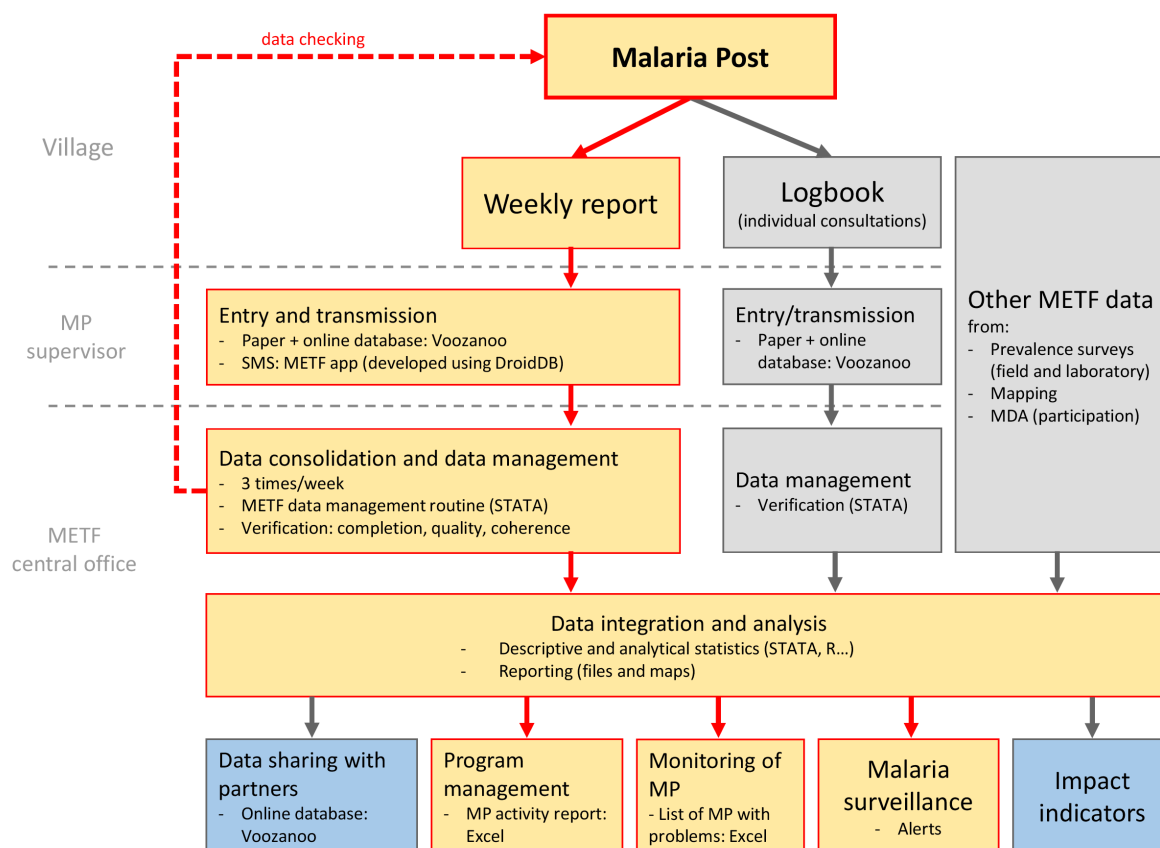 data checking
Malaria Post
Village
Weekly report
Logbook
(individual consultations)
MP
supervisor
Entry and transmission
- Paper + online database: Voozanoo
- SMS: METF app (developed using DroidDB)
Entry/transmission
- Paper + online
database: Voozanoo
Other METF data
from:
- Prevalence surveys
(field and laboratory)
- Mapping
- MDA (participation)
METF
central office
Data consolidation and data management
- 3 times/week
- METF data management routine (STATA)
- Verification: completion, quality, coherence
Data management
- Verification (STATA)
Data integration and analysis
- Descriptive and analytical statistics (STATA, R...)
- Reporting (files and maps)
Data sharing with
partners
- Online database:
Voozanoo
Program
management
- MP activity report:
Excel
Monitoring of
MP
- List of MP with
problems: Excel
Malaria
surveillance
- Alerts
Impact
indicators